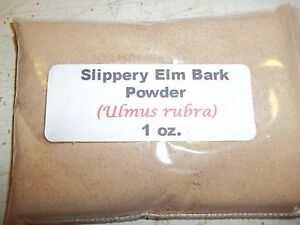 Slippery Elm Bark
Powder
(Ulmus rubra)
1 oz.